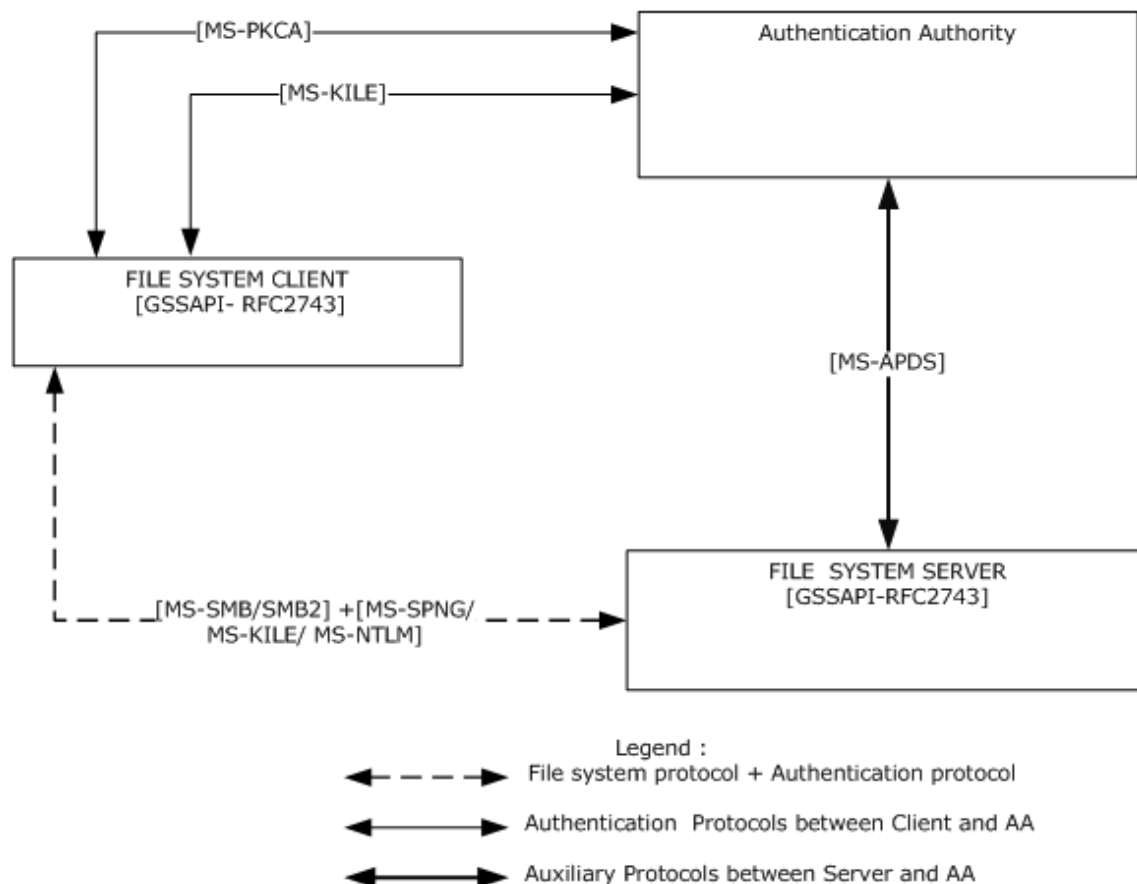 [MS-PKCA]
Authentication Authority
[MS-KILE]
FILE SYSTEM CLIENT
[GSSAPI- RFC2743]
[MS-APDS]
FILE SYSTEM SERVER
[GSSAPI-RFC2743]
[MS-SMB/SMB2] +[MS-SPNG/
MS-KILE/ MS-NTLM]
Legend :
File system protocol + Authentication protocol
Authentication Protocols between Client and AA
Auxiliary Protocols between Server and AA